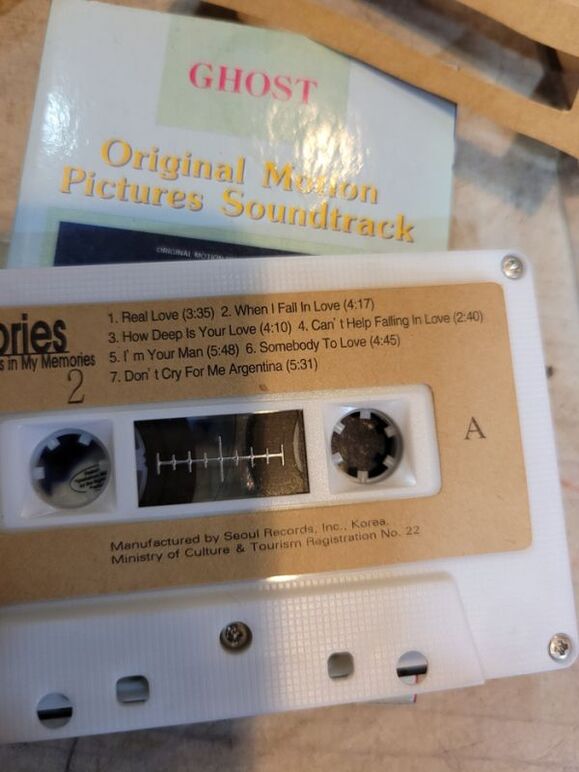 GHOST
Original Motion
Pictures Soundtrack
ORIGINAL MOTION
ories
s in My Memories
2
1. Real Love (3:35) 2. When I Fall In Love (4:17)
3. How Deep Is Your Love (4:10) 4. Can't Help Falling In Love (2:40)
5. I'm Your Man (5:48) 6. Somebody To Love (4:45)
7. Don't Cry For Me Argentina (5:31)
A
Manufactured by Seoul Records, Inc., Korea.
Ministry of Culture & Tourism Registration No. 22